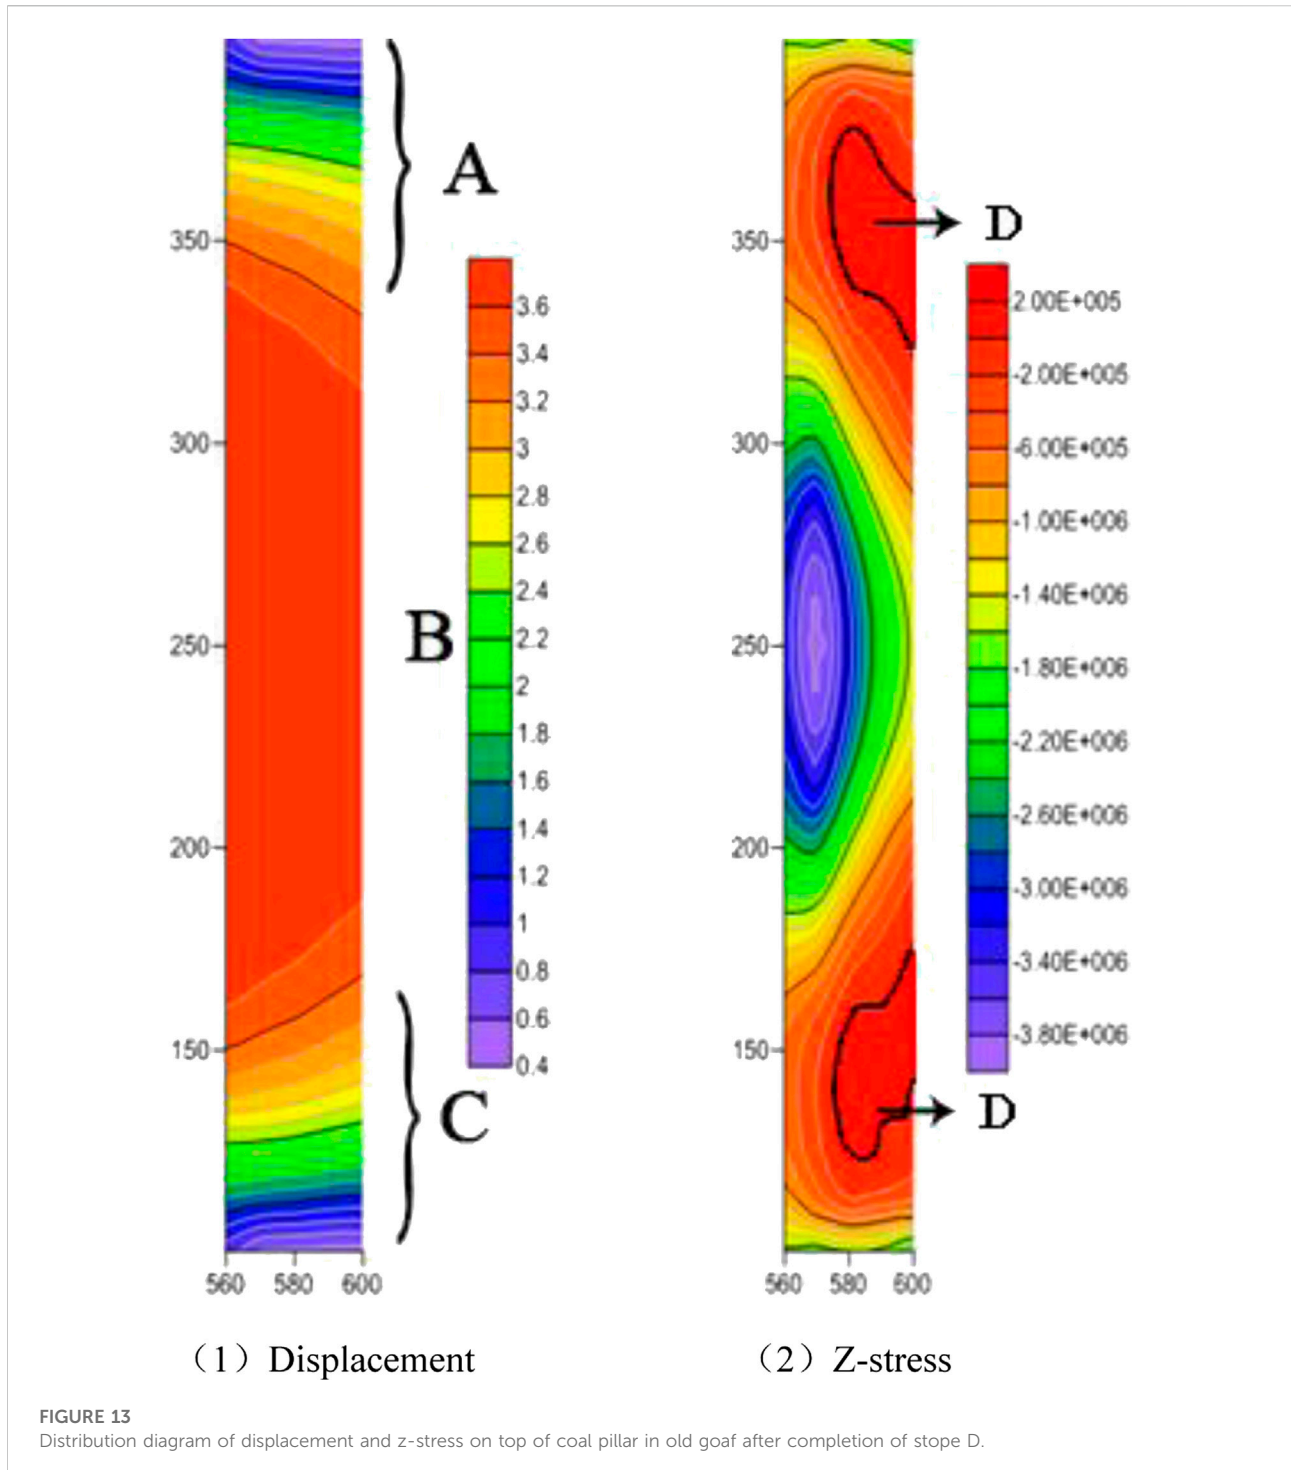 A
350
300
250
200
150
560 580 600
B
C
3.6
3.4
3.2
3
2.8
2.6
2.4
2.2
2
1.8
1.6
1.4
1.2
1
0.8
0.6
0.4
(1) Displacement
D
350
300
250
200
150
560 580 600
D
2.00E+005
-2.00E+005
-6.00E+005
-1.00E+006
-1.40E+006
-1.80E+006
-2.20E+006
-2.60E+006
-3.00E+006
-3.40E+006
-3.80E+006
(2) Z-stress
FIGURE 13
Distribution diagram of displacement and z-stress on top of coal pillar in old goaf after completion of stope D.